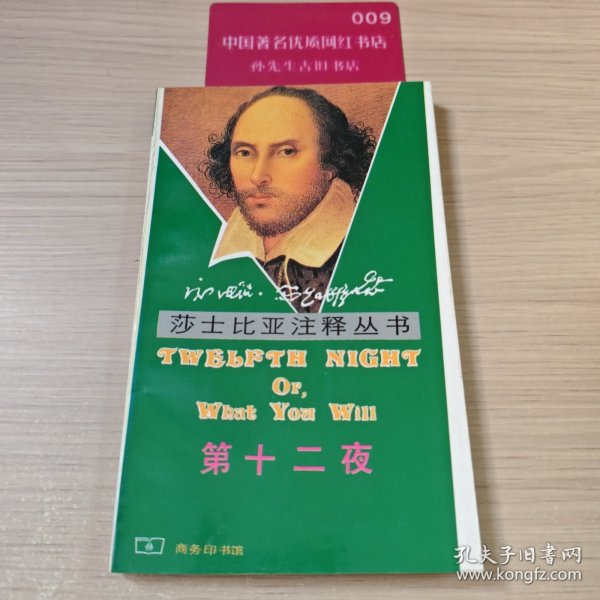 009
中国著名优质网红书店
孙先生古旧书店
莎士比亚注释丛书
TWELFTH NIGHT
Or,
What You Will
第十二夜
商务印书馆
孔夫子旧书网
www.kongfz.com